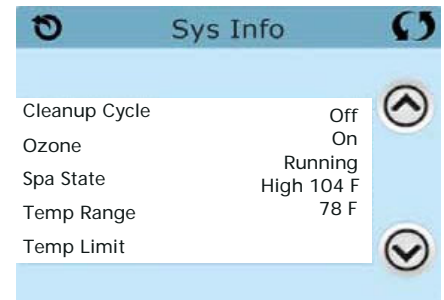 Sys Info
Cleanup Cycle Off
Ozone On
Spa State Running
Temp Range High 104 F
Temp Limit 78 F